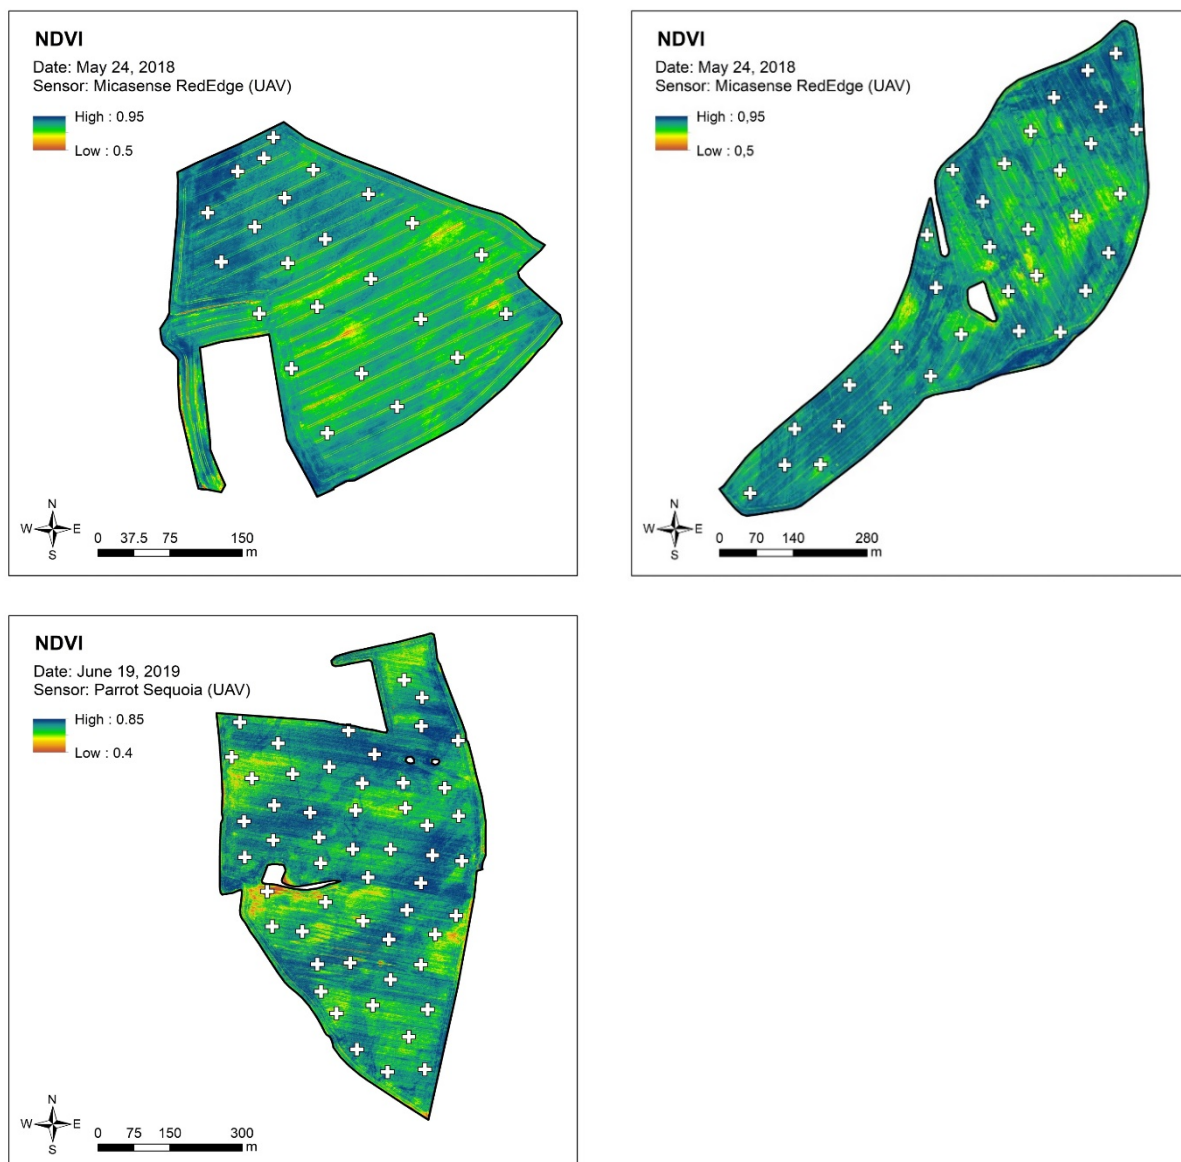 NDVI
Date: May 24, 2018
Sensor: Micasense RedEdge (UAV)
High : 0.95
Low : 0.5
N
W E
S
0 37.5 75 150
m
NDVI
Date: May 24, 2018
Sensor: Micasense RedEdge (UAV)
High : 0,95
Low : 0,5
N
W E
S
0 70 140 280
m
NDVI
Date: June 19, 2019
Sensor: Parrot Sequoia (UAV)
High : 0.85
Low : 0.4
N
W E
S
0 75 150 300
m